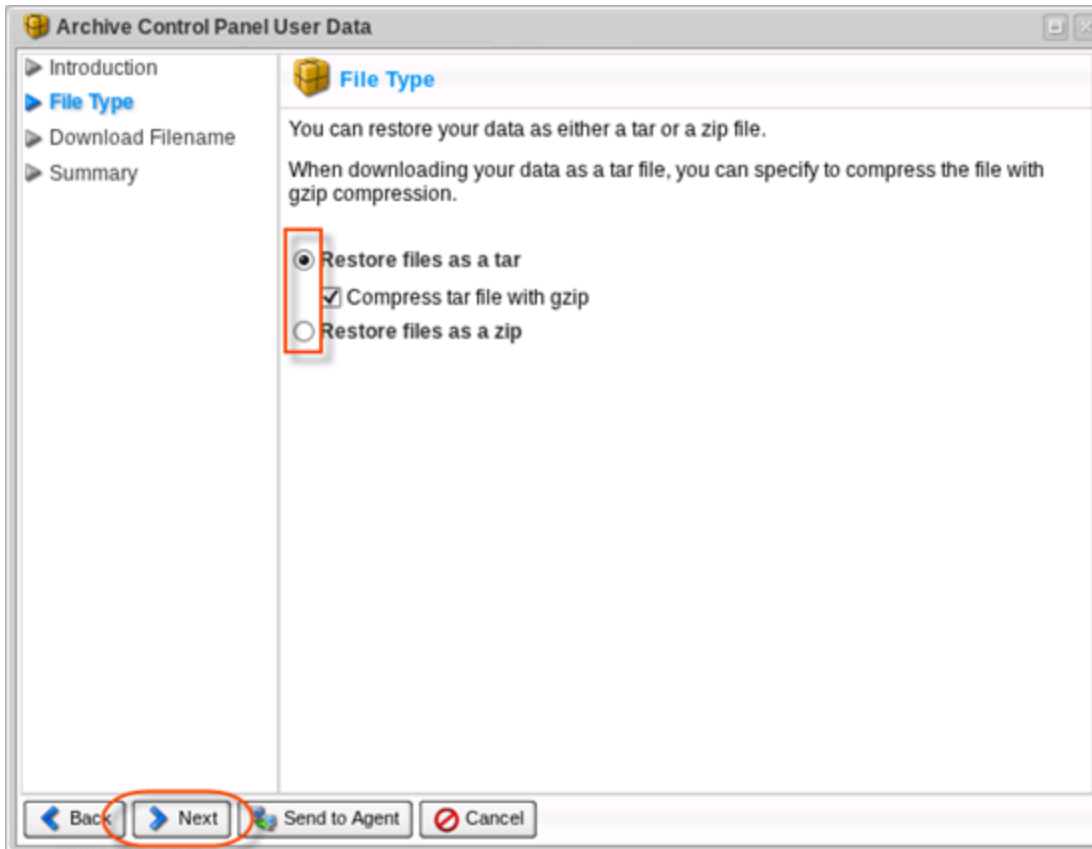 Archive Control Panel User Data
Introduction
File Type
Download Filename
Summary
File Type
You can restore your data as either a tar or a zip file.
When downloading your data as a tar file, you can specify to compress the file with
gzip compression.
Restore files as a tar
Compress tar file with gzip
Restore files as a zip
Back
Next
Send to Agent
Cancel